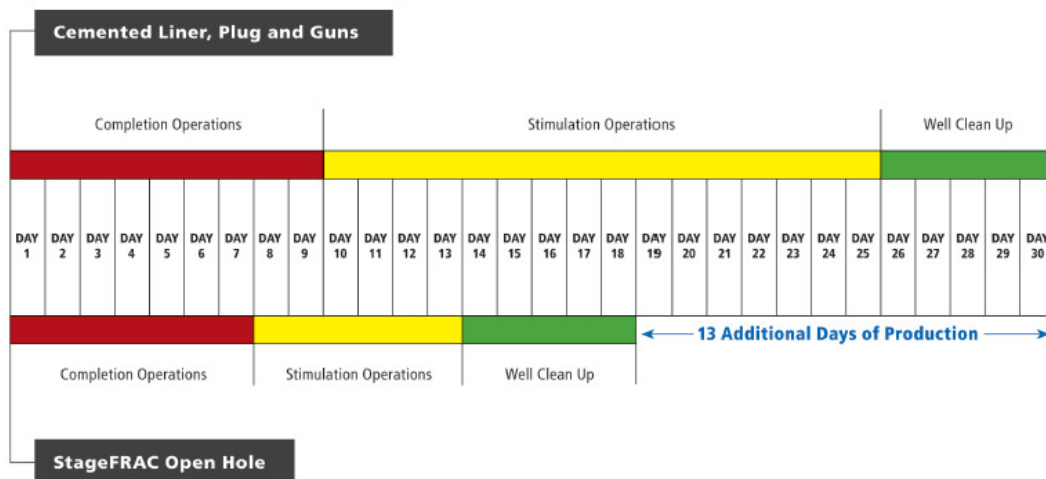 Cemented Liner, Plug and Guns
Completion Operations Stimulation Operations Well Clean Up
DAY DAY DAY DAY DAY DAY DAY DAY DAY DAY DAY DAY DAY DAY DAY DAY DAY DAY DAY DAY DAY DAY DAY DAY DAY DAY DAY DAY DAY DAY
1 2 3 4 5 6 7 8 9 10 11 12 13 14 15 16 17 18 19 20 21 22 23 24 25 26 27 28 29 30
13 Additional Days of Production
Completion Operations Stimulation Operations Well Clean Up
StageFRAC Open Hole